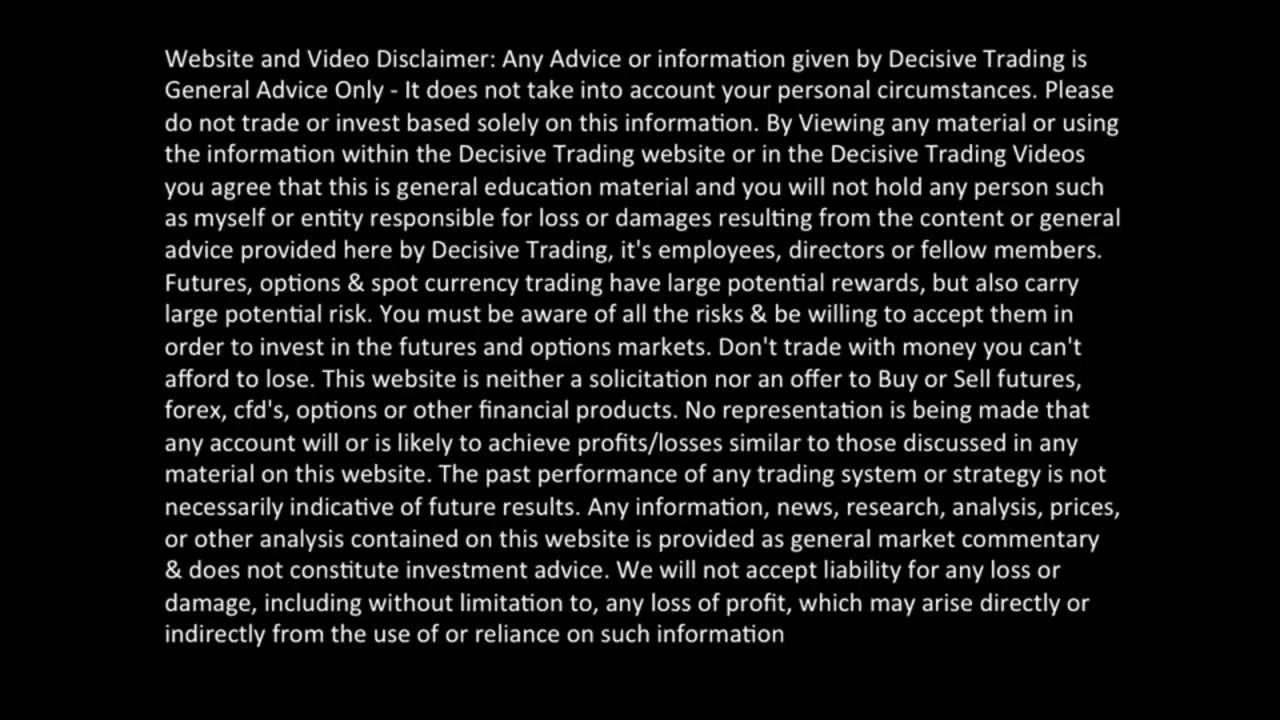 Website and Video Disclaimer: Any Advice or information given by Decisive Trading is
General Advice Only - It does not take into account your personal circumstances. Please
do not trade or invest based solely on this information. By Viewing any material or using
the information within the Decisive Trading website or in the Decisive Trading Videos
you agree that this is general education material and you will not hold any person such
as myself or entity responsible for loss or damages resulting from the content or general
advice provided here by Decisive Trading, it's employees, directors or fellow members.
Futures, options & spot currency trading have large potential rewards, but also carry
large potential risk. You must be aware of all the risks & be willing to accept them in
order to invest in the futures and options markets. Don't trade with money you can't
afford to lose. This website is neither a solicitation nor an offer to Buy or Sell futures,
forex, cfd's, options or other financial products. No representation is being made that
any account will or is likely to achieve profits/losses similar to those discussed in any
material on this website. The past performance of any trading system or strategy is not
necessarily indicative of future results. Any information, news, research, analysis, prices,
or other analysis contained on this website is provided as general market commentary
& does not constitute investment advice. We will not accept liability for any loss or
damage, including without limitation to, any loss of profit, which may arise directly or
indirectly from the use of or reliance on such information